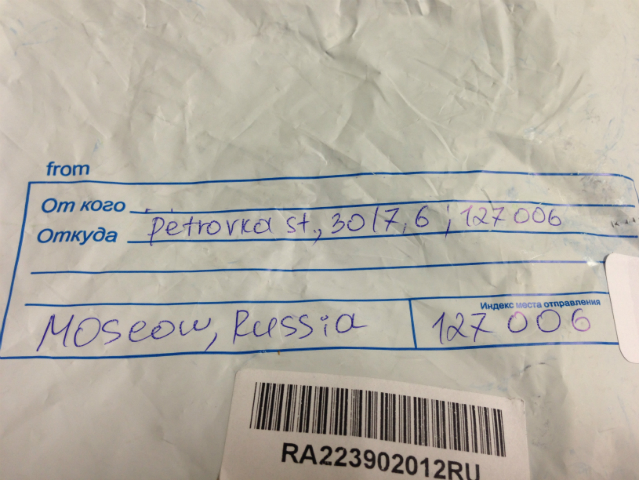 from
От кого
Откуда Petrovka st., 30/7, 6 ; 127006
Индекс места отправления
Moscow, Russia 127006
RA223902012RU